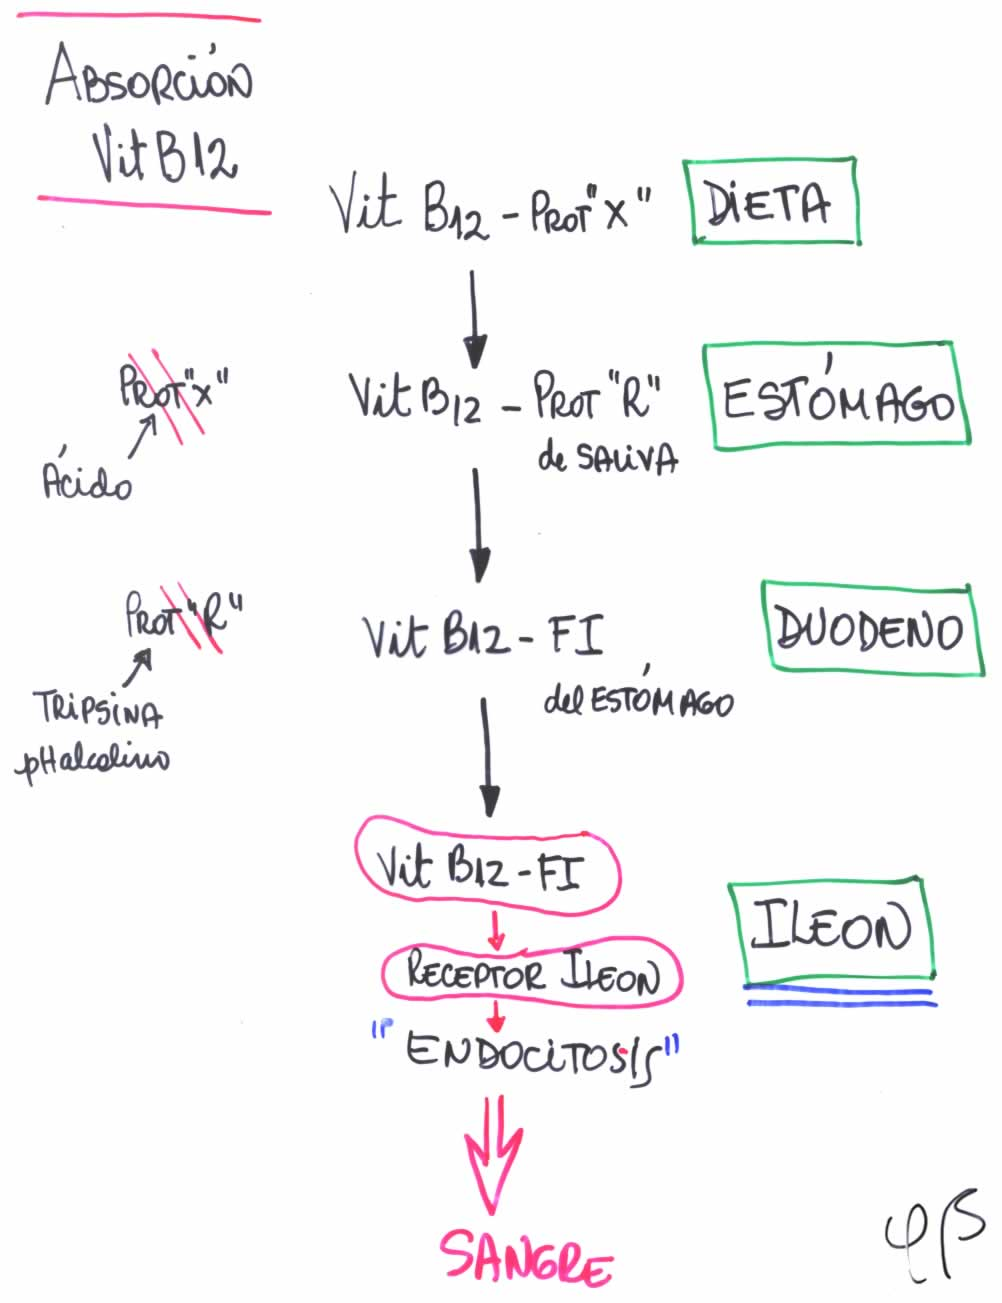 ABSORCIÓN
Vit B12
Vit B12 - PROT "X" DIETA
PROT "X"
Vit B12 - PROT "R" ESTÓMAGO
de SALIVA
Ácido
PROT "R"
Vit B12 - FI DUODENO
del ESTÓMAGO
TRIPSINA
pH alcalino
Vit B12 - FI
ILEON
RECEPTOR ILEON
"ENDOCITOSIS"
SANGRE